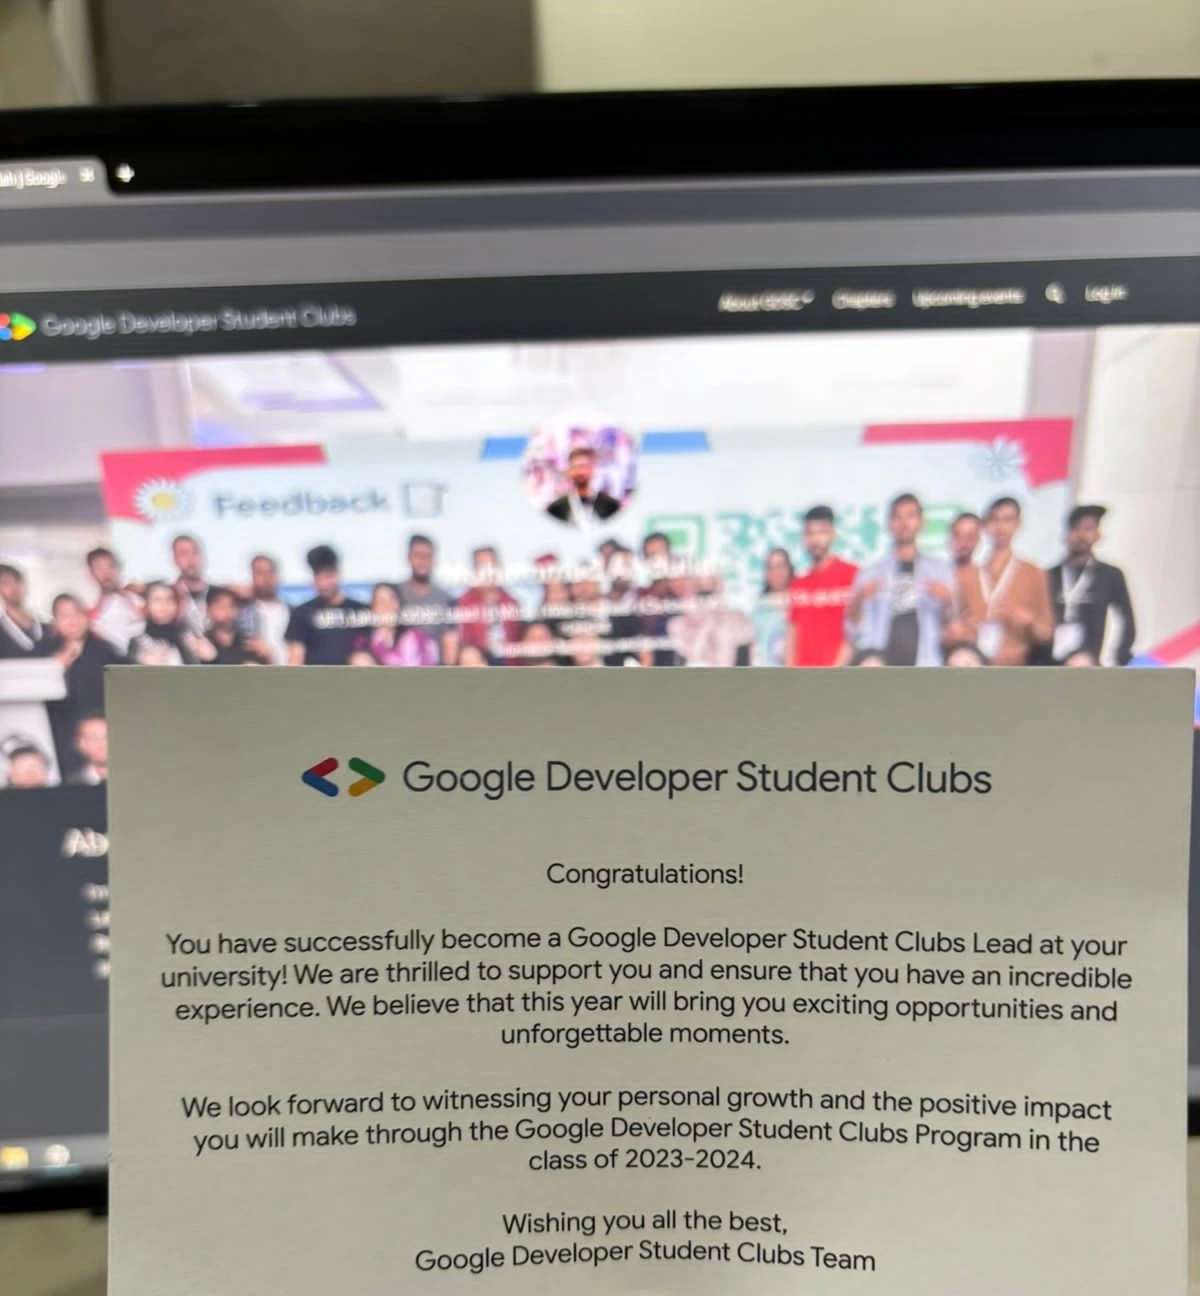 Google
Google Developer Student Clubs
About GDSC
Chapters
Upcoming events
Log in
Feedback
Google Developer Student Clubs
Congratulations!
You have successfully become a Google Developer Student Clubs Lead at your
university! We are thrilled to support you and ensure that you have an incredible
experience. We believe that this year will bring you exciting opportunities and
unforgettable moments.
We look forward to witnessing your personal growth and the positive impact
you will make through the Google Developer Student Clubs Program in the
class of 2023-2024.
Wishing you all the best,
Google Developer Student Clubs Team